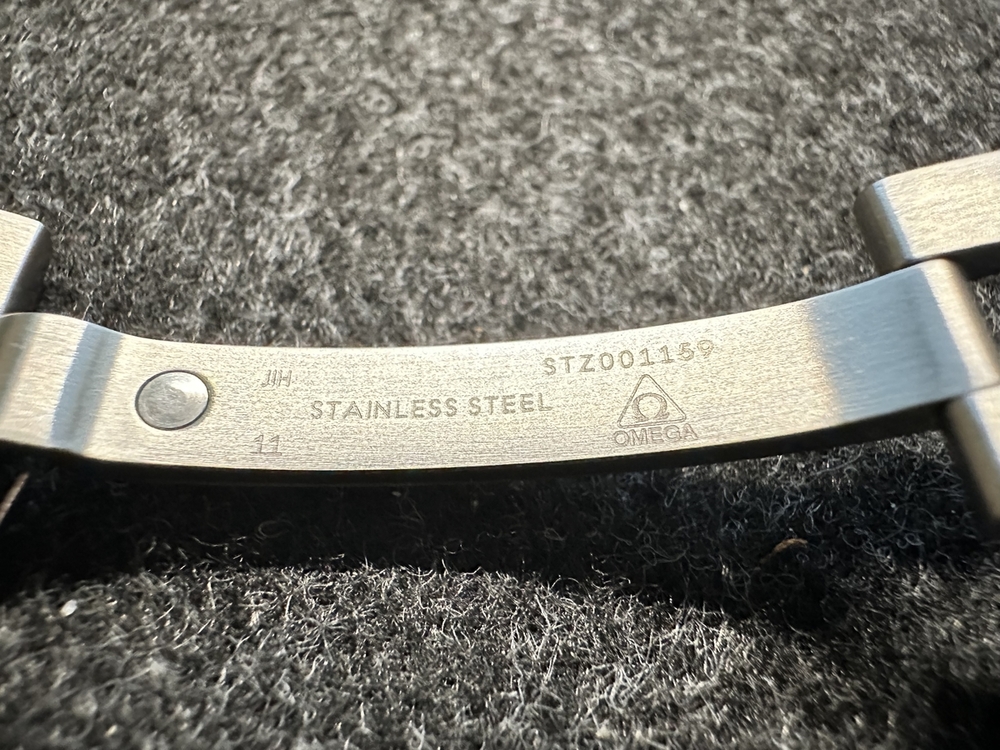 STZ001159
JIH
STAINLESS STEEL
Ω
OMEGA
11